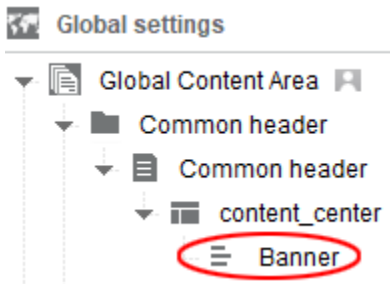 Global settings
Global Content Area
Common header
Common header
content_center
Banner